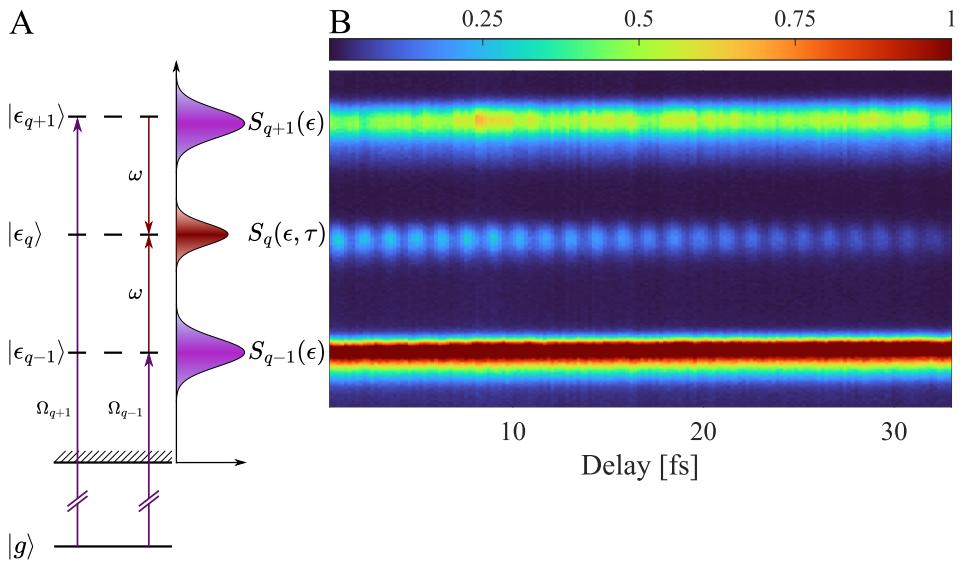 A
B
0.25 0.5 0.75 1
|ϵq+1⟩
ω
Sq+1(ϵ)
|ϵq⟩
Sq(ϵ, τ)
ω
|ϵq−1⟩
Sq−1(ϵ)
Ωq+1 Ωq−1
10 20 30
Delay [fs]
|g⟩